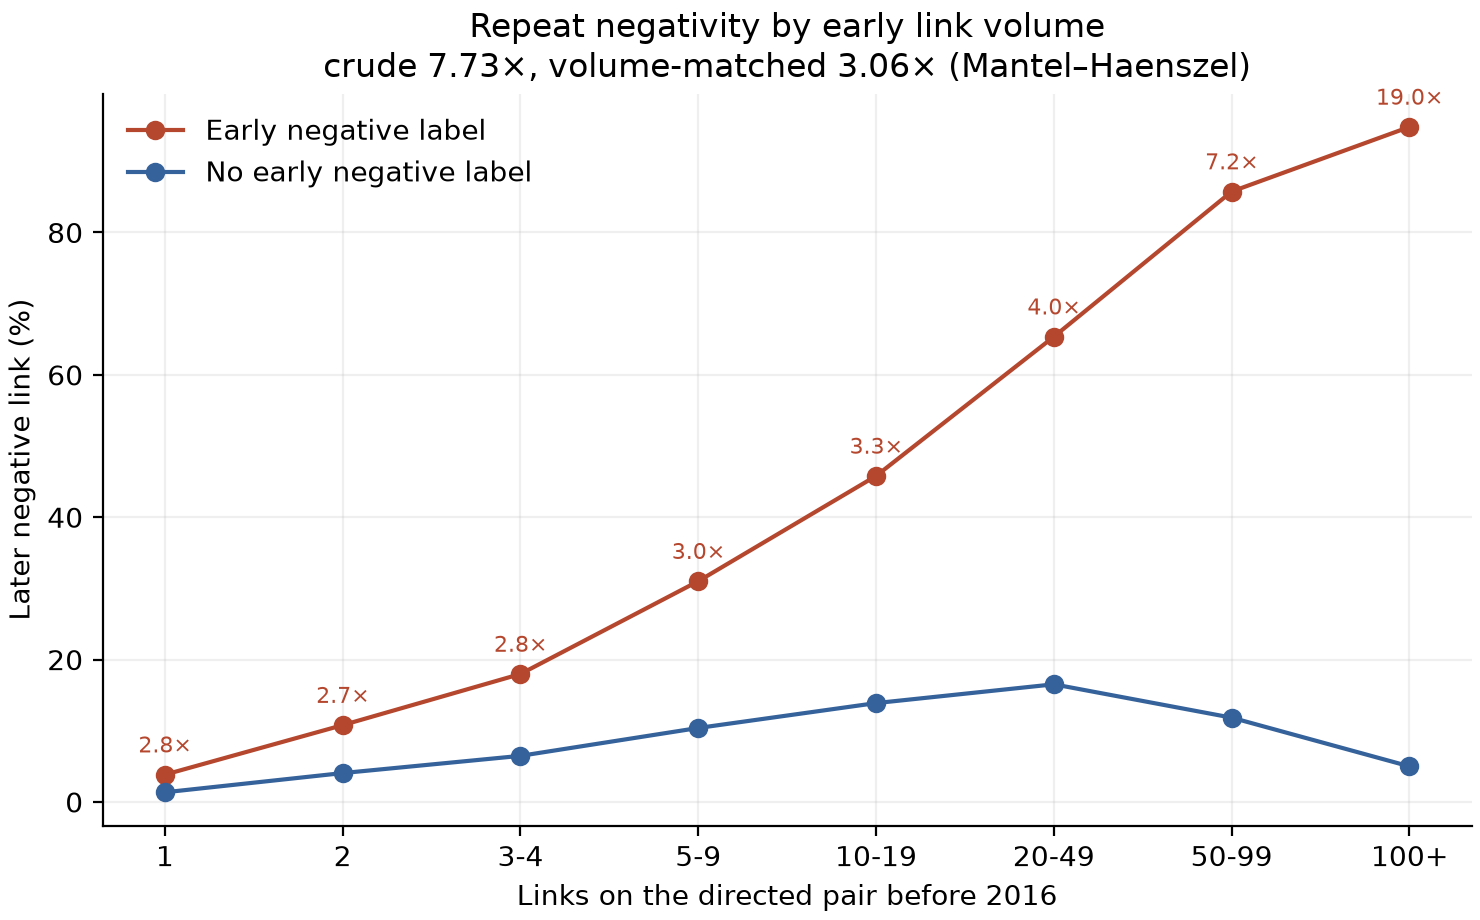 Repeat negativity by early link volume
crude 7.73×, volume-matched 3.06× (Mantel–Haenszel)
Early negative label
No early negative label
19.0×
7.2×
4.0×
3.3×
3.0×
2.8×
2.7×
2.8×
Later negative link (%)
80
60
40
20
0
1 2 3-4 5-9 10-19 20-49 50-99 100+
Links on the directed pair before 2016